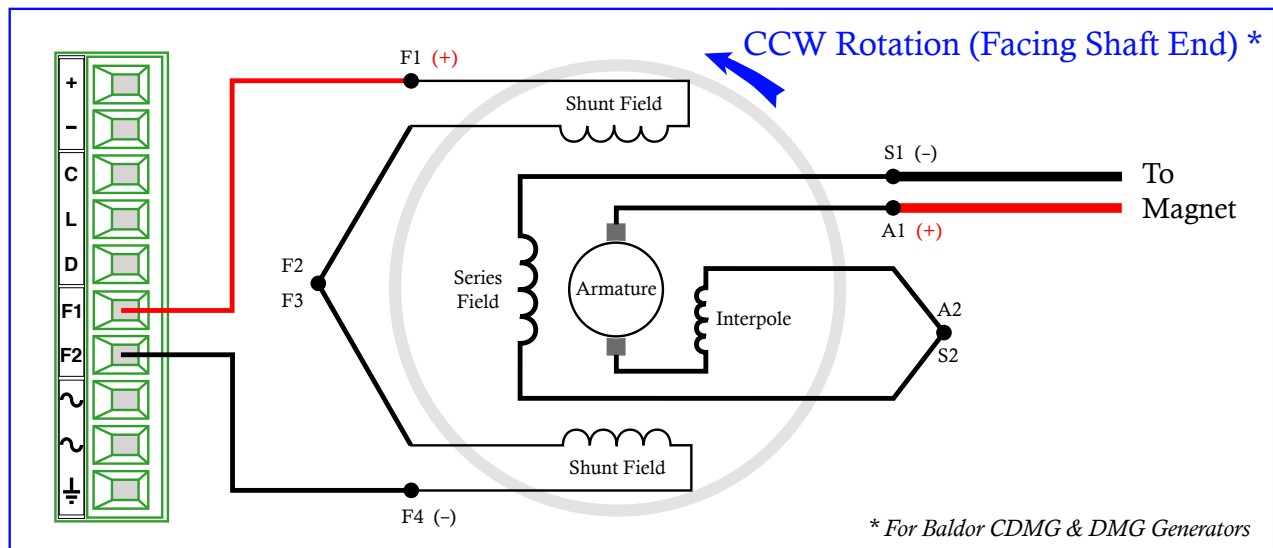 CCW Rotation (Facing Shaft End) *
+
−
C
L
D
F1
F2
F1 (+)
Shunt Field
S1 (–)
To
Magnet
A1 (+)
F2
F3
Series
Field
Armature
Interpole
A2
S2
Shunt Field
F4 (–)
* For Baldor CDMG & DMG Generators